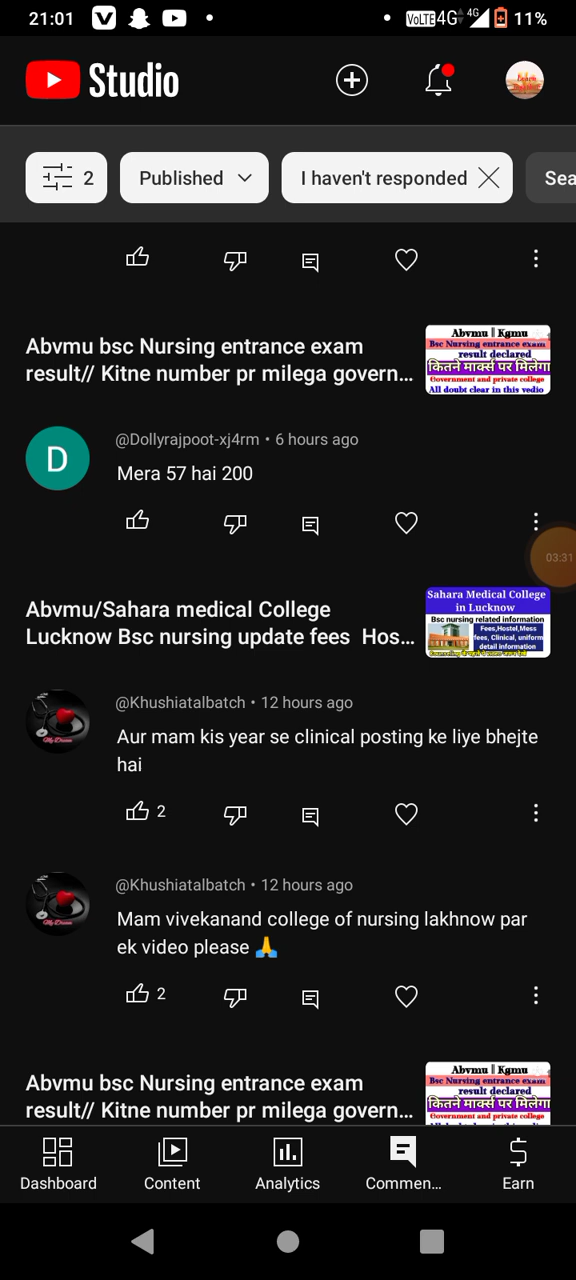 21:01
VoLTE 4G 4G 11%
Studio
2
Published
I haven't responded
Sea
Abvmu bsc Nursing entrance exam
result// Kitne number pr milega govern...
Abvmu || Kgmu
Bsc Nursing entrance exam
result declared
कितने मार्क्स पर मिलेगा
Government and private college
All doubt clear in this vedio
D
@Dollyrajpoot-xj4rm • 6 hours ago
Mera 57 hai 200
03:31
Abvmu/Sahara medical College
Lucknow Bsc nursing update fees Hos...
Sahara Medical College
in Lucknow
Bsc nursing related information
Fees,Hostel,Mess
fees, Clinical, uniform
detail information
@Khushiatalbatch • 12 hours ago
Aur mam kis year se clinical posting ke liye bhejte
hai
2
My Dream
@Khushiatalbatch • 12 hours ago
Mam vivekanand college of nursing lakhnow par
ek video please 🙏
2
My Dream
Abvmu bsc Nursing entrance exam
result// Kitne number pr milega govern...
Abvmu || Kgmu
Bsc Nursing entrance exam
result declared
कितने मार्क्स पर मिलेगा
Government and private college
Dashboard
Content
Analytics
Commen...
Earn